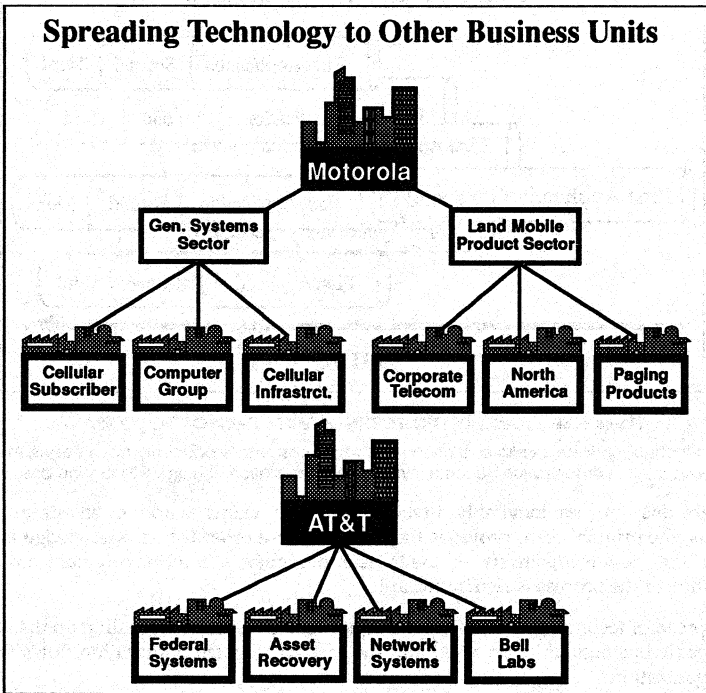 Spreading Technology to Other Business Units
Motorola
Gen. Systems
Sector
Land Mobile
Product Sector
Cellular
Subscriber
Computer
Group
Cellular
Infrastrct.
Corporate
Telecom
North
America
Paging
Products
AT&T
Federal
Systems
Asset
Recovery
Network
Systems
Bell
Labs